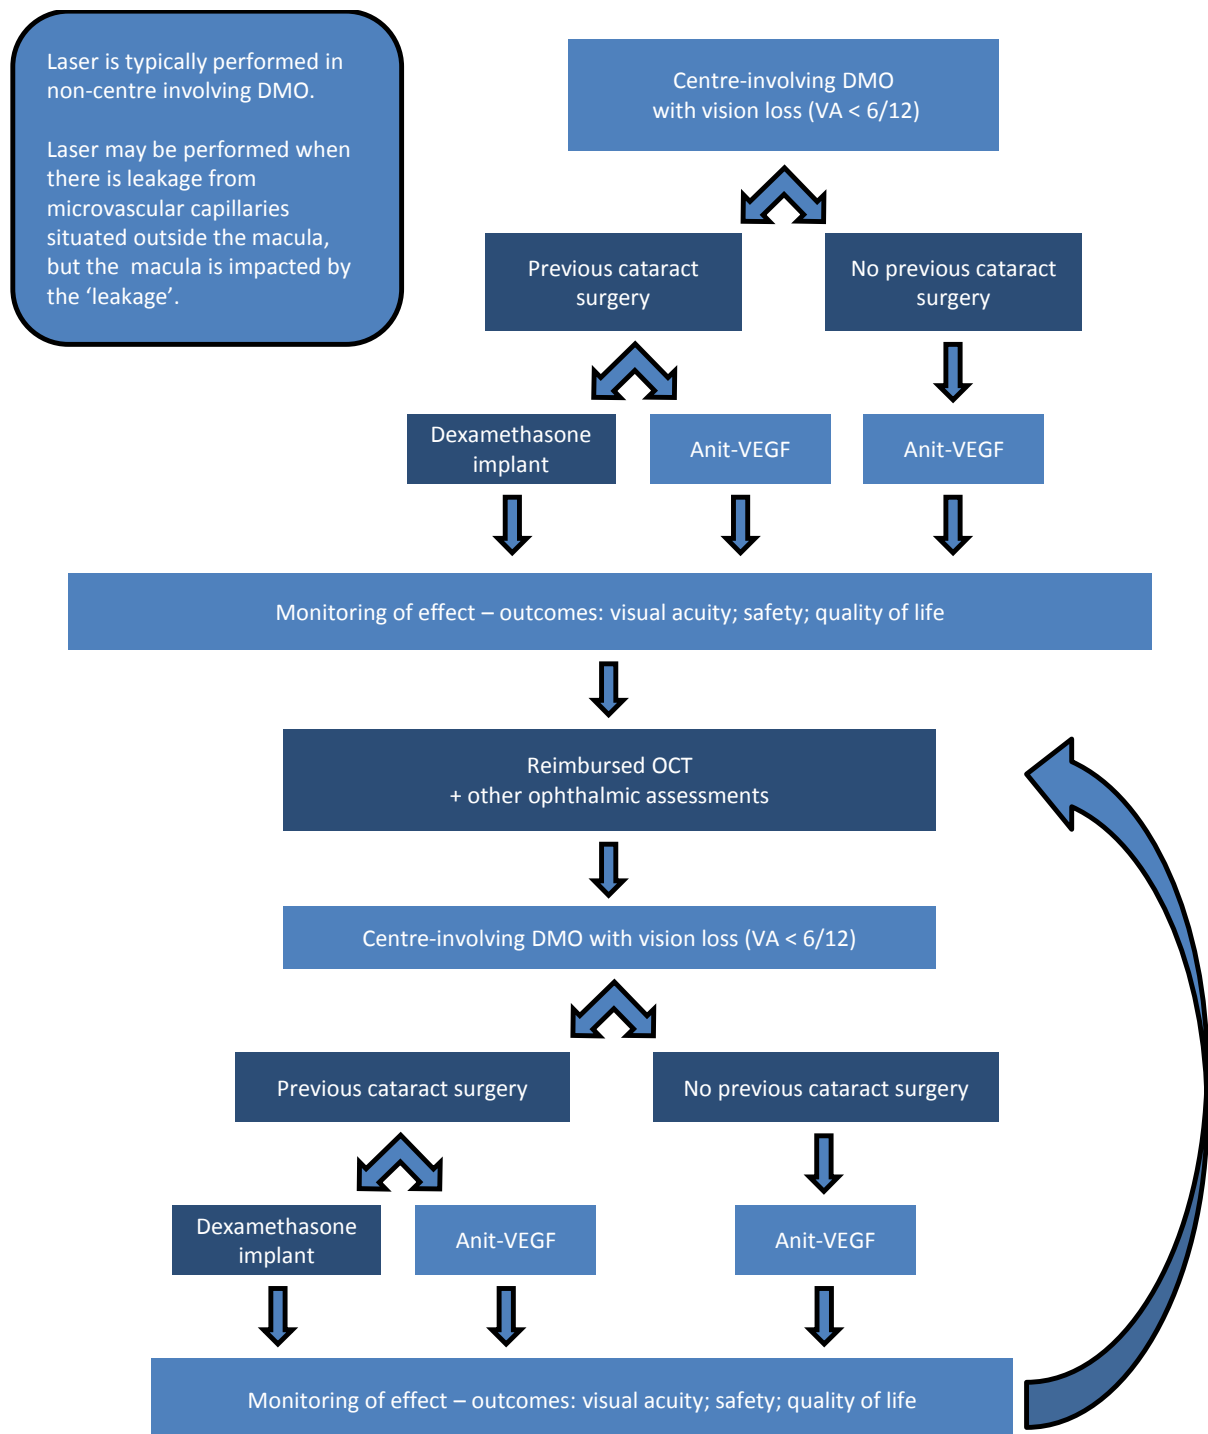 Laser is typically performed in
non-centre involving DMO.
Laser may be performed when
there is leakage from
microvascular capillaries
situated outside the macula,
but the macula is impacted by
the ‘leakage’.
Centre-involving DMO
with vision loss (VA < 6/12)
Previous cataract
surgery
No previous cataract
surgery
Dexamethasone
implant
Anit-VEGF
Anit-VEGF
Monitoring of effect – outcomes: visual acuity; safety; quality of life
Reimbursed OCT
+ other ophthalmic assessments
Centre-involving DMO with vision loss (VA < 6/12)
Previous cataract surgery
No previous cataract surgery
Dexamethasone
implant
Anit-VEGF
Anit-VEGF
Monitoring of effect – outcomes: visual acuity; safety; quality of life